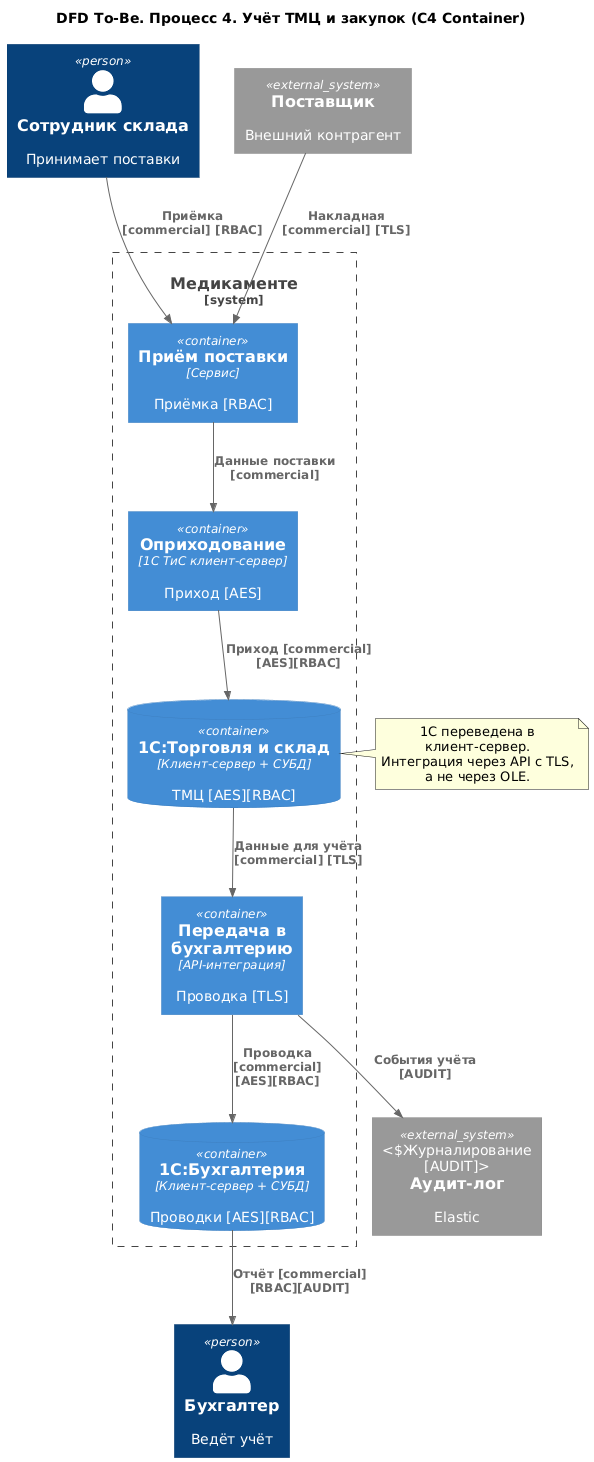 DFD To-Be. Процесс 4. Учёт ТМЦ и закупок (C4 Container)
«person»
Сотрудник склада
Принимает поставки
«external_system»
Поставщик
Внешний контрагент
Приёмка
[commercial] [RBAC]
Накладная
[commercial] [TLS]
Медикаменте
[system]
«container»
Приём поставки
[Сервис]
Приёмка [RBAC]
Данные поставки
[commercial]
«container»
Оприходование
[1С ТиС клиент-сервер]
Приход [AES]
Приход [commercial]
[AES][RBAC]
«container»
1С:Торговля и склад
[Клиент-сервер + СУБД]
ТМЦ [AES][RBAC]
1С переведена в
клиент-сервер.
Интеграция через API с TLS,
а не через OLE.
Данные для учёта
[commercial] [TLS]
«container»
Передача в
бухгалтерию
[API-интеграция]
Проводка [TLS]
Проводка
[commercial]
[AES][RBAC]
События учёта
[AUDIT]
«container»
1С:Бухгалтерия
[Клиент-сервер + СУБД]
Проводки [AES][RBAC]
«external_system»
<$Журналирование
[AUDIT]>
Аудит-лог
Elastic
Отчёт [commercial]
[RBAC][AUDIT]
«person»
Бухгалтер
Ведёт учёт